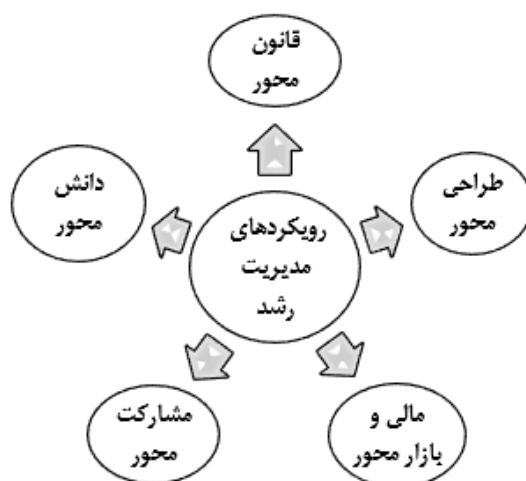 قانون
محور
طراحی
محور
دانش
محور
رویکردهای
مدیریت
رشد
مالی و
بازار محور
مشارکت
محور